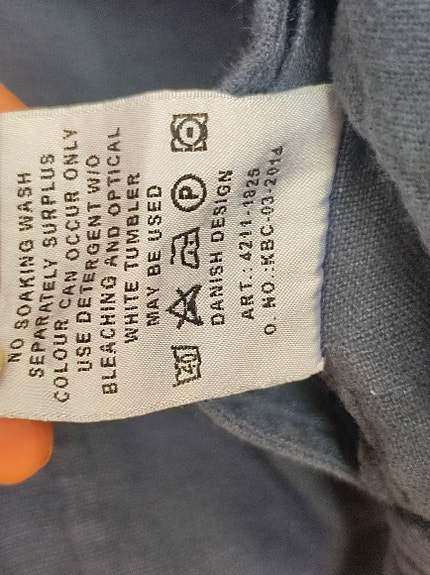 NO SOAKING WASH
SEPARATELY SURPLUS
COLOUR CAN OCCUR ONLY
USE DETERGENT W/O
BLEACHING AND OPTICAL
WHITE TUMBLER
MAY BE USED
40 P
DANISH DESIGN
ART.: 4211-1825
O. NO.:KBC-03-2014